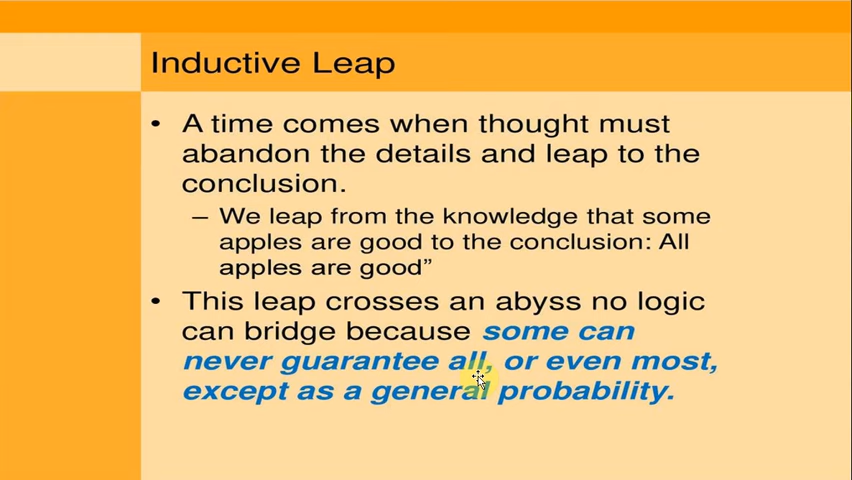 Inductive Leap
• A time comes when thought must
abandon the details and leap to the
conclusion.
– We leap from the knowledge that some
apples are good to the conclusion: All
apples are good”
• This leap crosses an abyss no logic
can bridge because some can
never guarantee all, or even most,
except as a general probability.